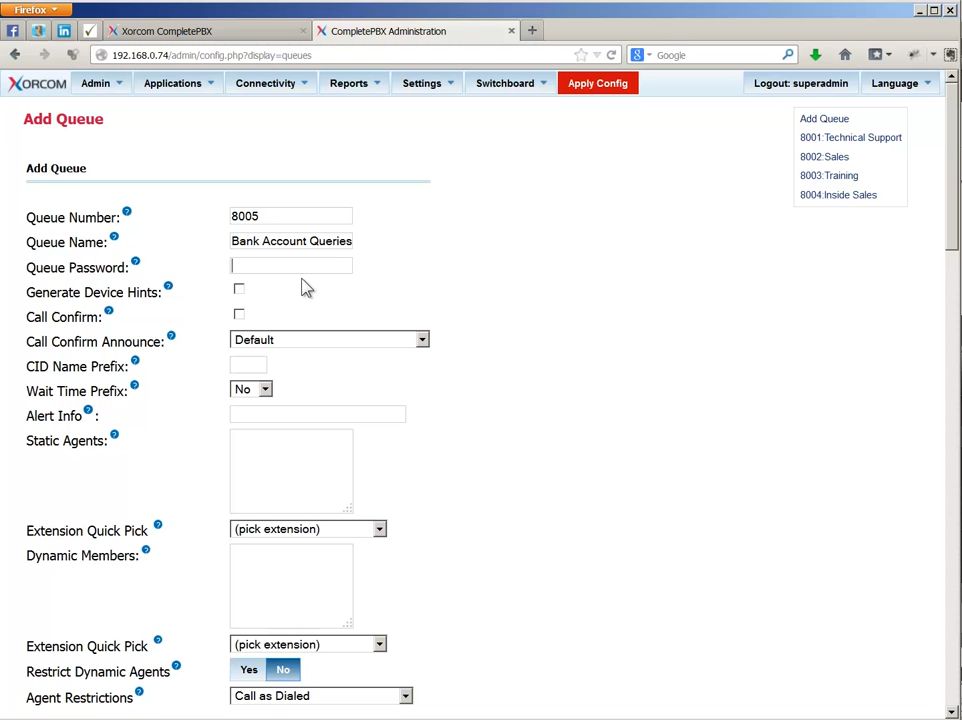 Firefox
Xorcom CompletePBX
CompletePBX Administration
192.168.0.74/admin/config.php?display=queues
Google
XORCOM
Admin
Applications
Connectivity
Reports
Settings
Switchboard
Apply Config
Logout: superadmin
Language
Add Queue
Add Queue
8001:Technical Support
8002:Sales
8003:Training
8004:Inside Sales
Add Queue
Queue Number: 8005
Queue Name: Bank Account Queries
Queue Password:
Generate Device Hints:
Call Confirm:
Call Confirm Announce: Default
CID Name Prefix:
Wait Time Prefix: No
Alert Info :
Static Agents:
Extension Quick Pick (pick extension)
Dynamic Members:
Extension Quick Pick (pick extension)
Restrict Dynamic Agents Yes No
Agent Restrictions Call as Dialed